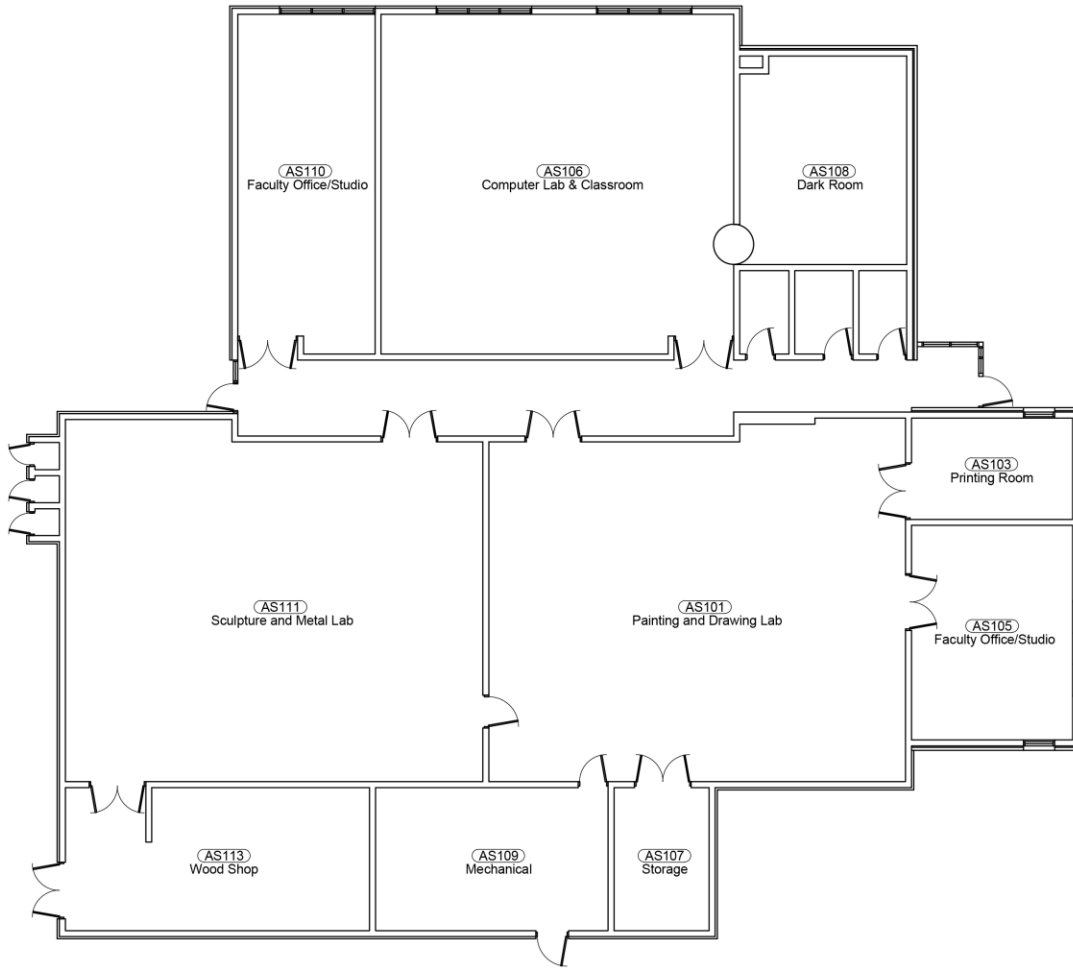 AS110
Faculty Office/Studio
AS106
Computer Lab & Classroom
AS108
Dark Room
AS103
Printing Room
AS111
Sculpture and Metal Lab
AS101
Painting and Drawing Lab
AS105
Faculty Office/Studio
AS113
Wood Shop
AS109
Mechanical
AS107
Storage